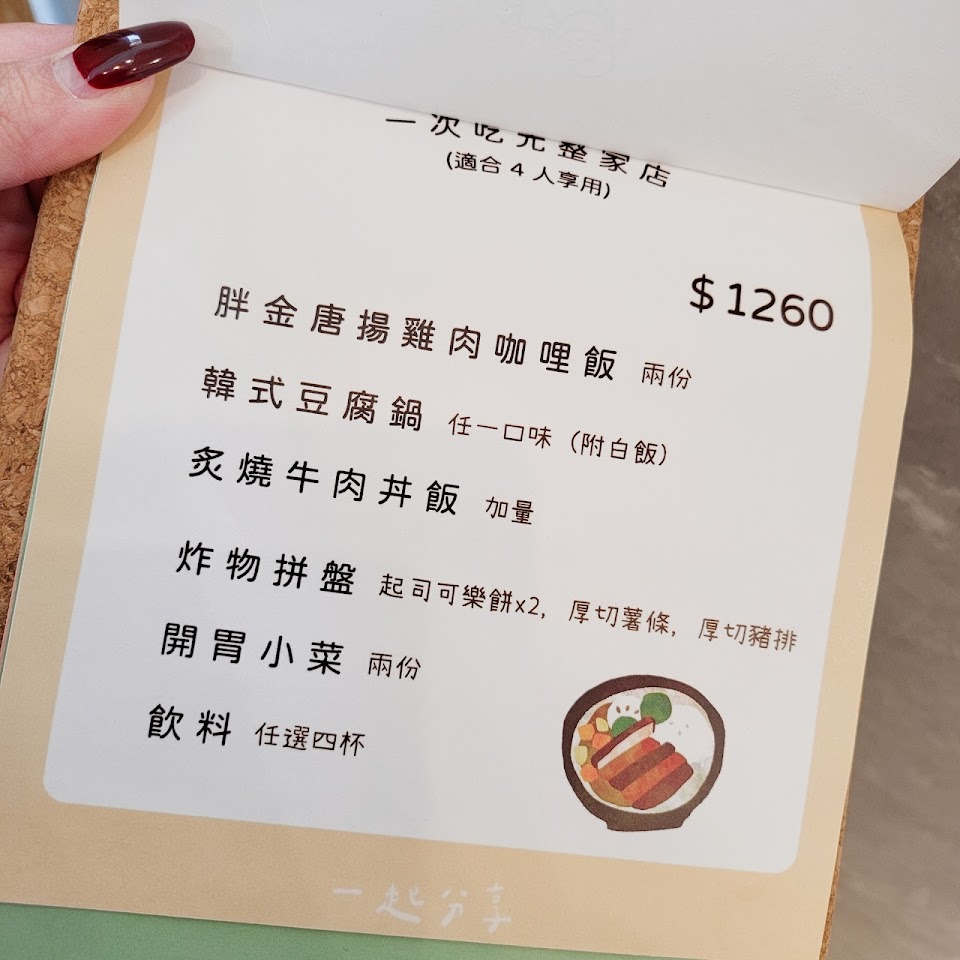 一次吃完整家店
(適合 4 人享用)
$1260
胖金唐揚雞肉咖哩飯 兩份
韓式豆腐鍋 任一口味（附白飯）
炙燒牛肉丼飯 加量
炸物拼盤 起司可樂餅x2, 厚切薯條, 厚切豬排
開胃小菜 兩份
飲料 任選四杯
一起分享